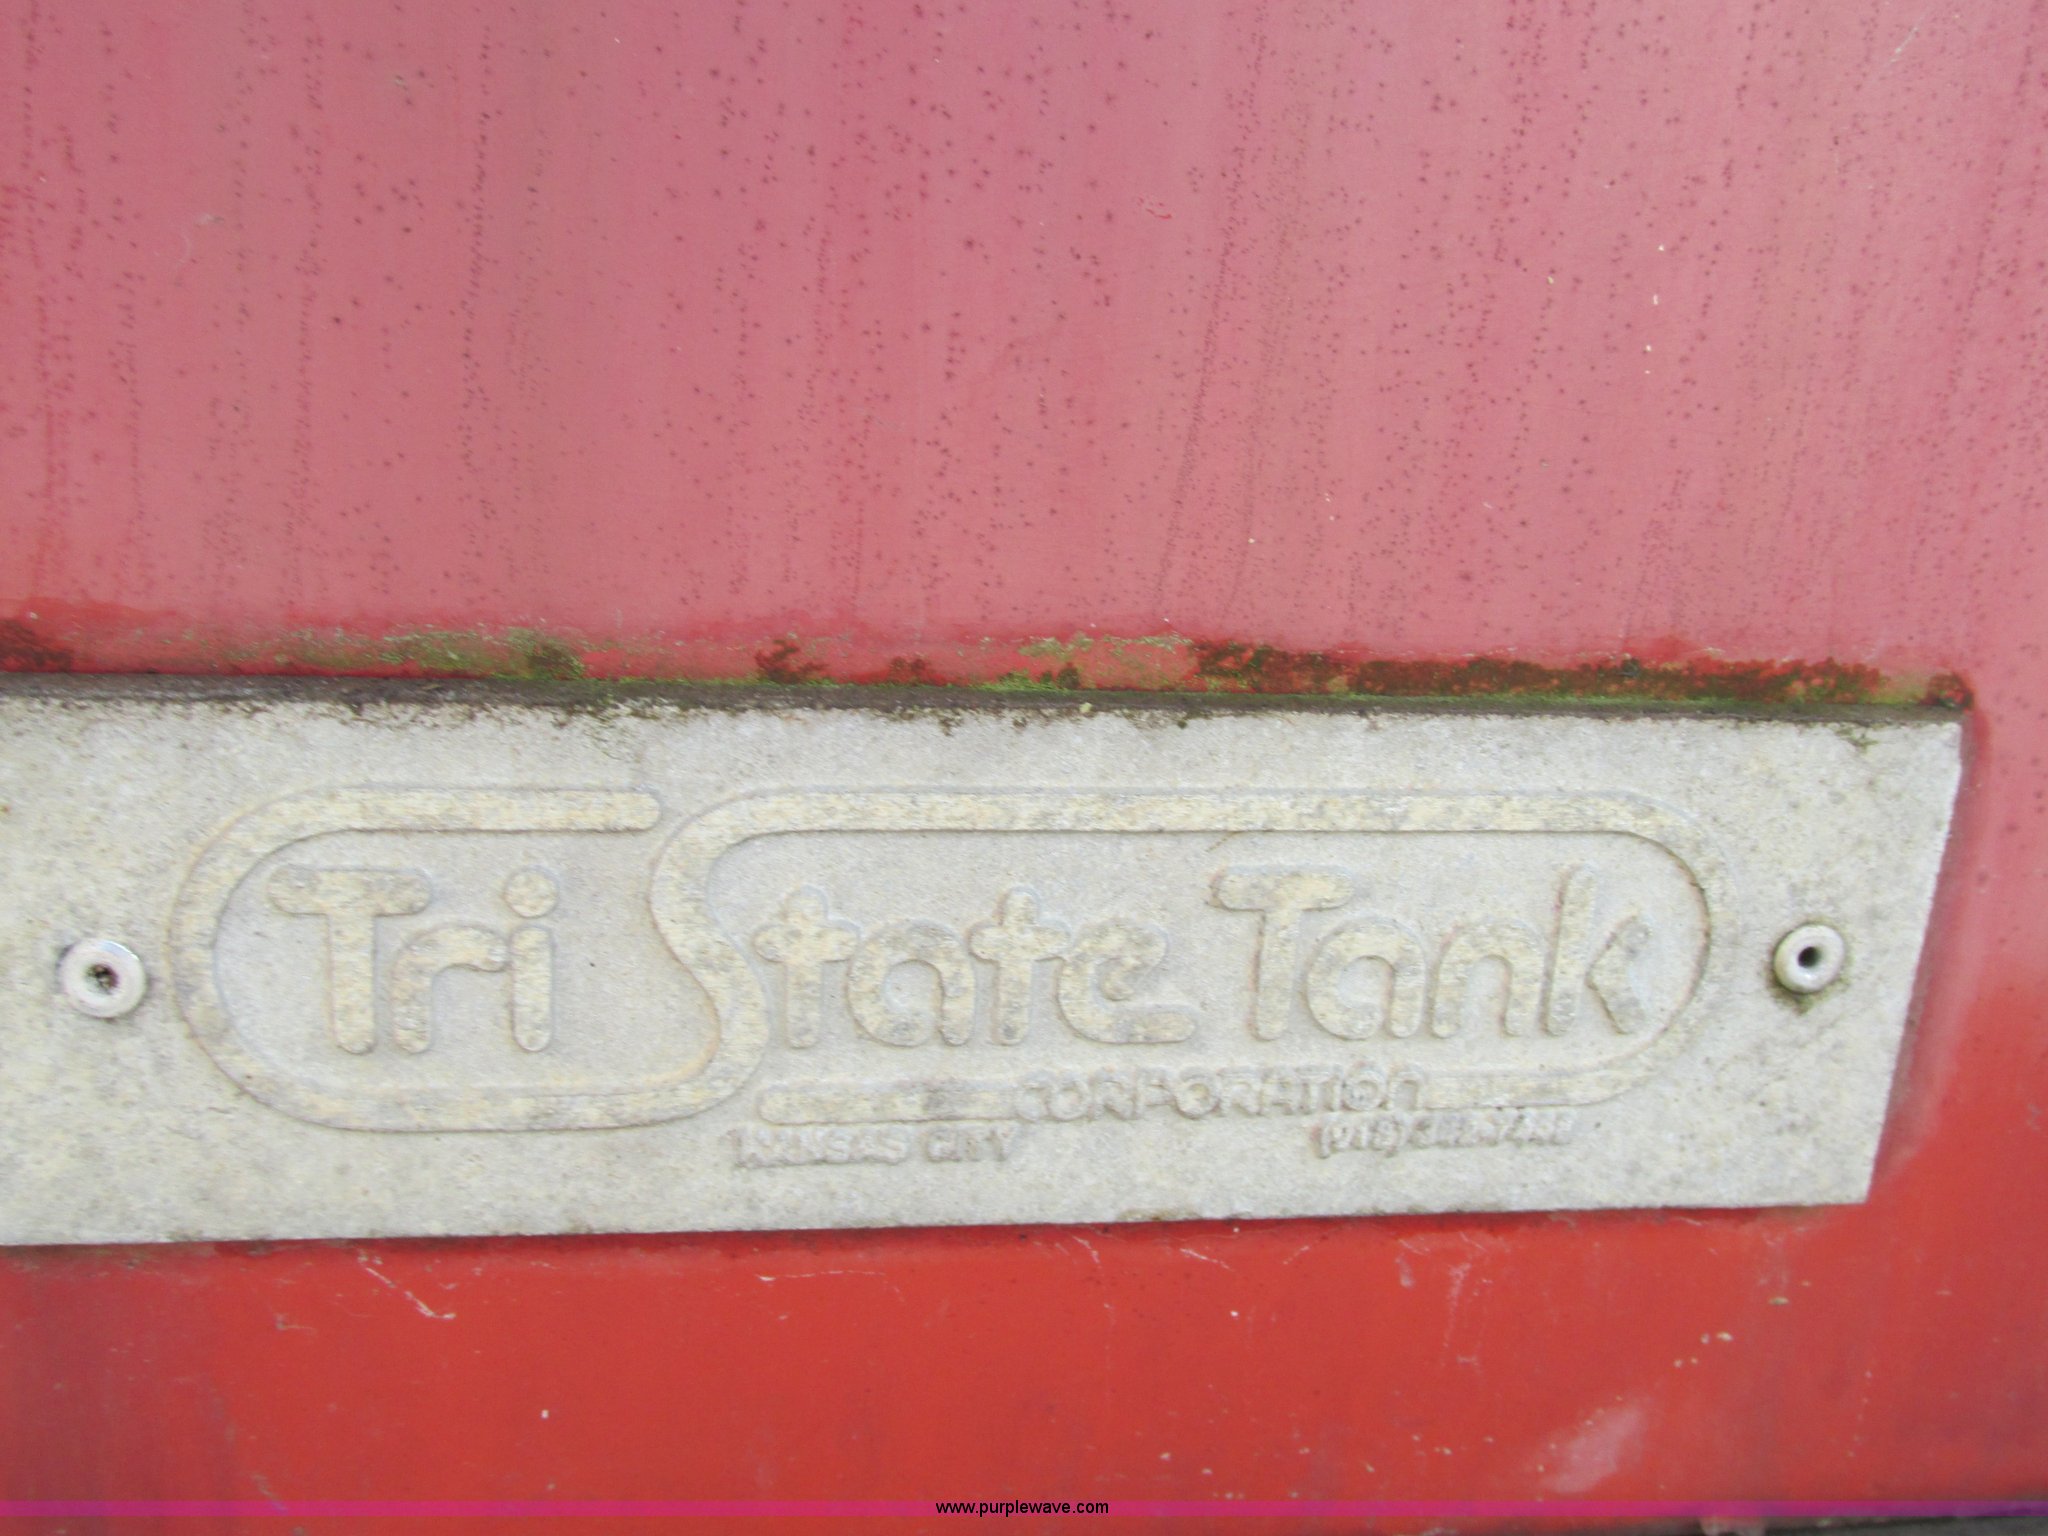 Tri State Tank
CORPORATION
KANSAS CITY
www.purplewave.com